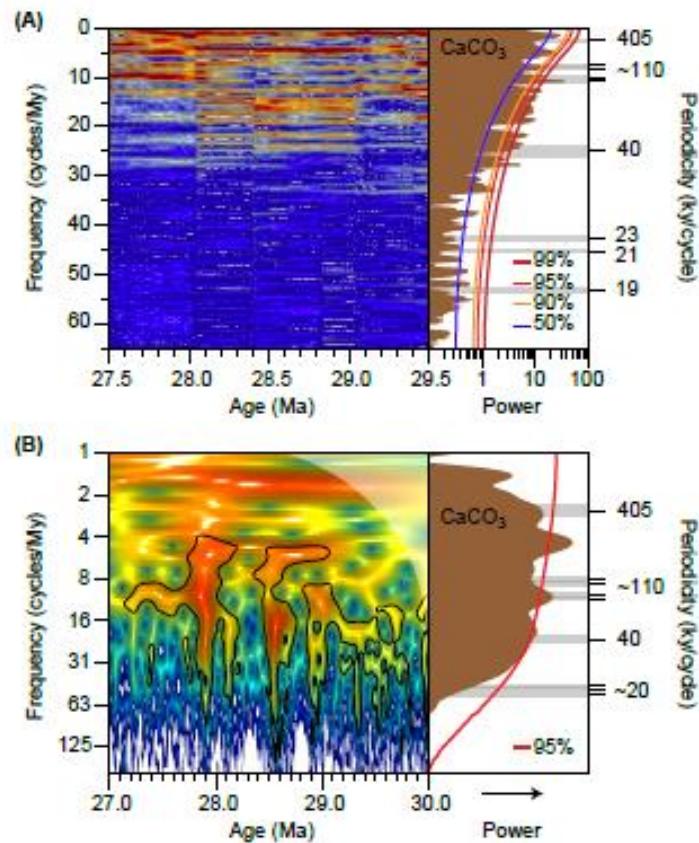 (A)
Frequency (cycles/My)
0
10
20
30
40
50
60
27.5 28.0 28.5 29.0 29.5
Age (Ma)
CaCO3
99%
95%
90%
50%
1 10 100
Power
405
~110
40
23
21
19
Periodicity (Ky/cycle)
(B)
Frequency (cycles/My)
1
2
4
8
16
31
63
125
27.0 28.0 29.0 30.0
Age (Ma)
CaCO3
95%
Power
405
~110
40
~20
Periodicity (Ky/cycle)